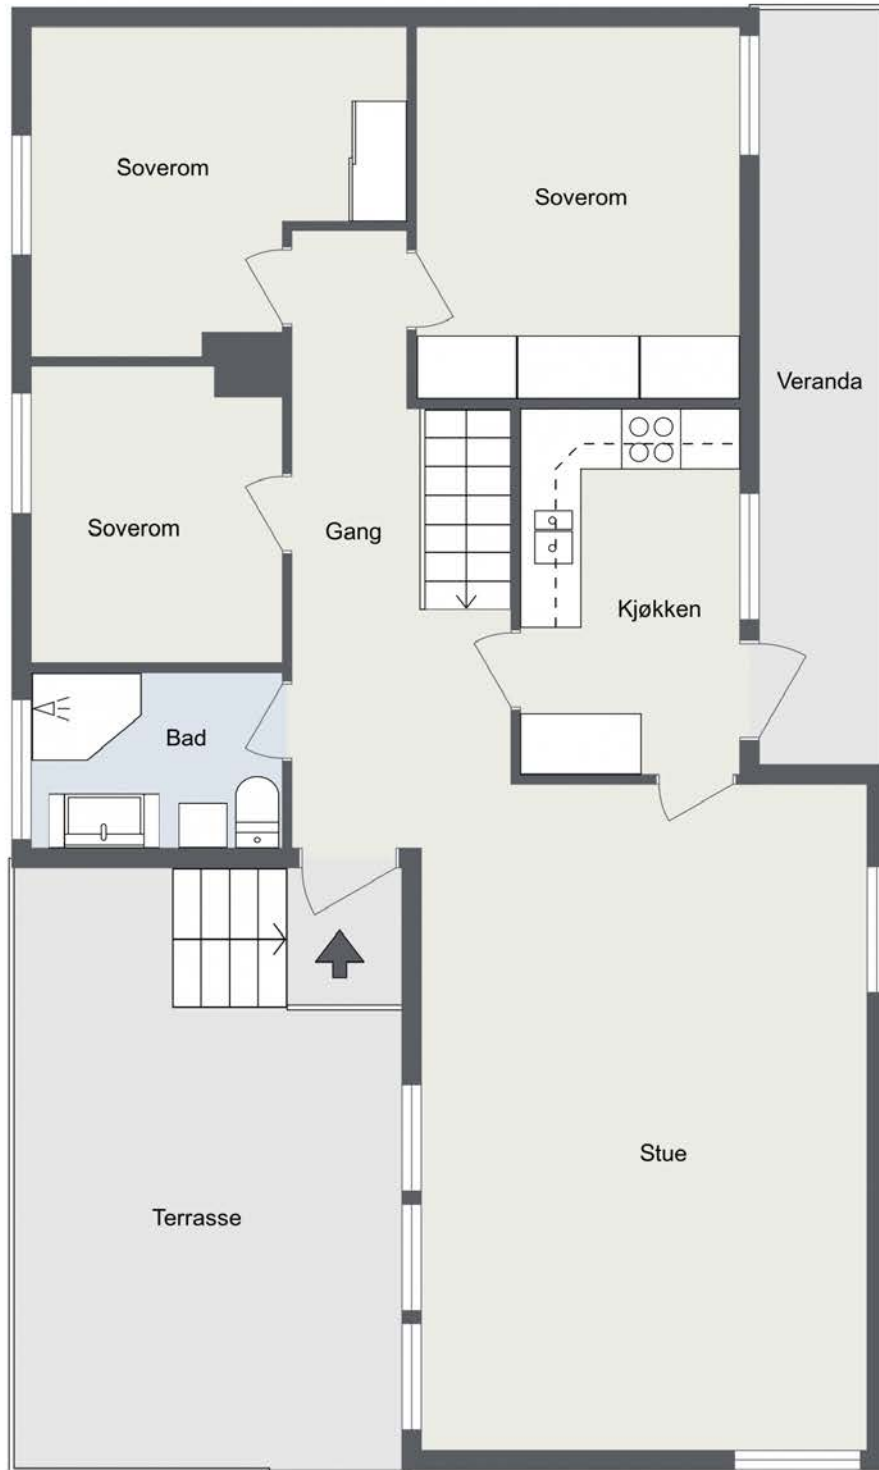 Soverom
Soverom
Veranda
Soverom
Gang
Kjøkken
Bad
Stue
Terrasse